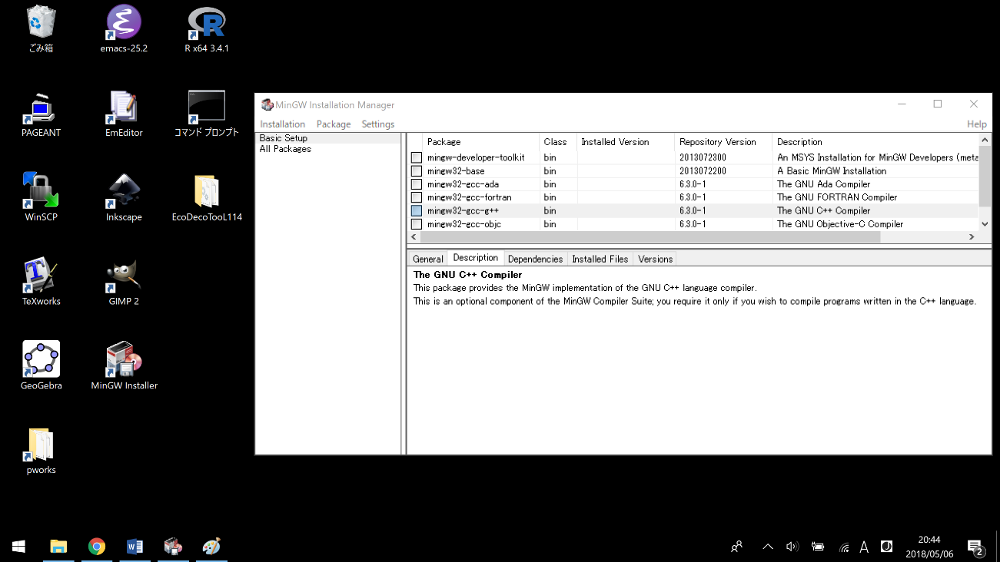 ごみ箱
emacs-25.2
R x64 3.4.1
PAGEANT
EmEditor
コマンド プロンプト
WinSCP
Inkscape
EcoDecoTooL114
TeXworks
GIMP 2
GeoGebra
MinGW Installer
pworks
MinGW Installation Manager
Installation Package Settings Help
Basic Setup
All Packages
Package Class Installed Version Repository Version Description
mingw-developer-toolkit bin 2013072300 An MSYS Installation for MinGW Developers (meta
mingw32-base bin 2013072200 A Basic MinGW Installation
mingw32-gcc-ada bin 6.3.0-1 The GNU Ada Compiler
mingw32-gcc-fortran bin 6.3.0-1 The GNU FORTRAN Compiler
mingw32-gcc-g++ bin 6.3.0-1 The GNU C++ Compiler
mingw32-gcc-objc bin 6.3.0-1 The GNU Objective-C Compiler
General Description Dependencies Installed Files Versions
The GNU C++ Compiler
This package provides the MinGW implementation of the GNU C++ language compiler.
This is an optional component of the MinGW Compiler Suite; you require it only if you wish to compile programs written in the C++ language.
A
20:44
2018/05/06
2